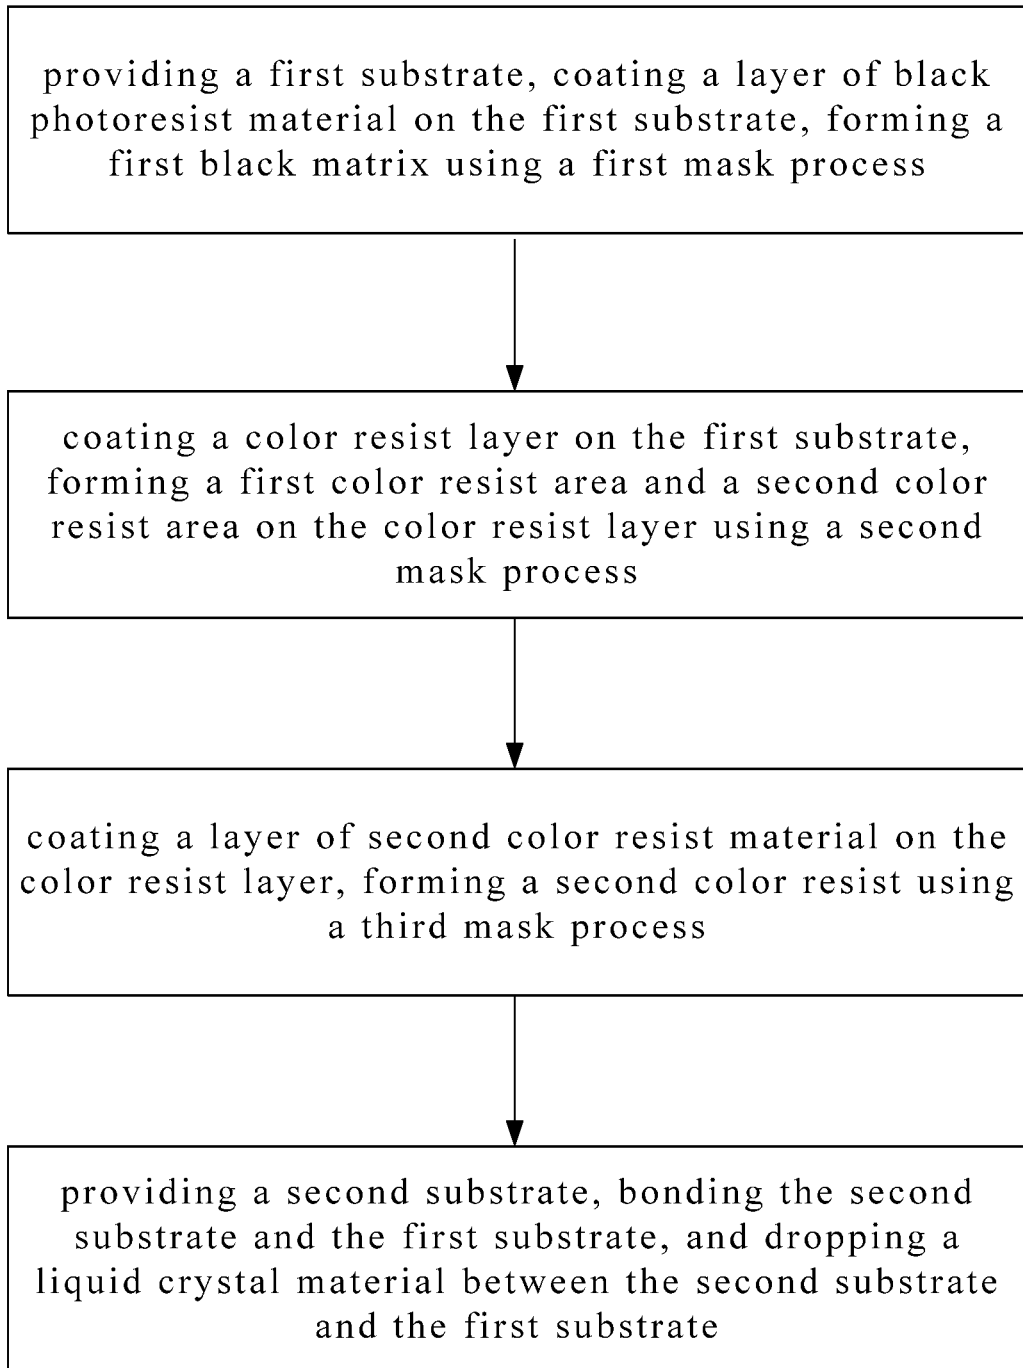 providing a first substrate, coating a layer of black
photoresist material on the first substrate, forming a
first black matrix using a first mask process
coating a color resist layer on the first substrate,
forming a first color resist area and a second color
resist area on the color resist layer using a second
mask process
coating a layer of second color resist material on the
color resist layer, forming a second color resist using
a third mask process
providing a second substrate, bonding the second
substrate and the first substrate, and dropping a
liquid crystal material between the second substrate
and the first substrate